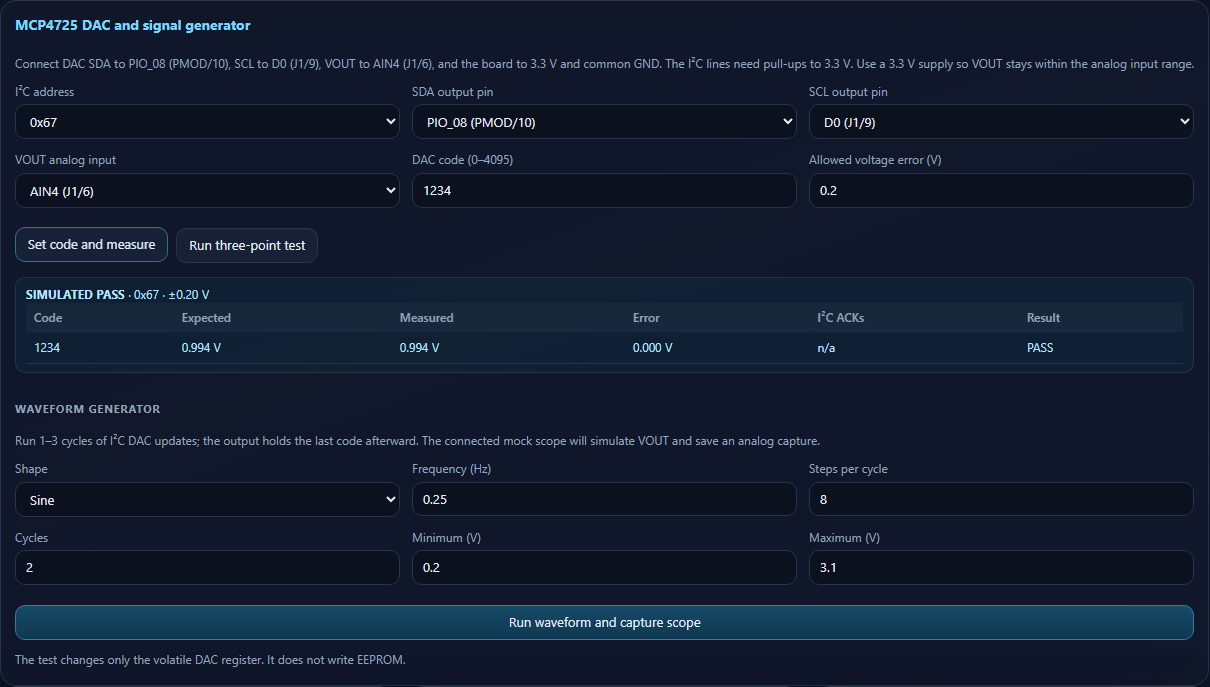 MCP4725 DAC and signal generator
Connect DAC SDA to PIO_08 (PMOD/10), SCL to D0 (J1/9), VOUT to AIN4 (J1/6), and the board to 3.3 V and common GND. The I²C lines need pull-ups to 3.3 V. Use a 3.3 V supply so VOUT stays within the analog input range.
I²C address SDA output pin SCL output pin
0x67 PIO_08 (PMOD/10) D0 (J1/9)
VOUT analog input DAC code (0–4095) Allowed voltage error (V)
AIN4 (J1/6) 1234 0.2
Set code and measure Run three-point test
SIMULATED PASS · 0x67 · ±0.20 V
Code Expected Measured Error I²C ACKs Result
1234 0.994 V 0.994 V 0.000 V n/a PASS
WAVEFORM GENERATOR
Run 1–3 cycles of I²C DAC updates; the output holds the last code afterward. The connected mock scope will simulate VOUT and save an analog capture.
Shape Frequency (Hz) Steps per cycle
Sine 0.25 8
Cycles Minimum (V) Maximum (V)
2 0.2 3.1
Run waveform and capture scope
The test changes only the volatile DAC register. It does not write EEPROM.